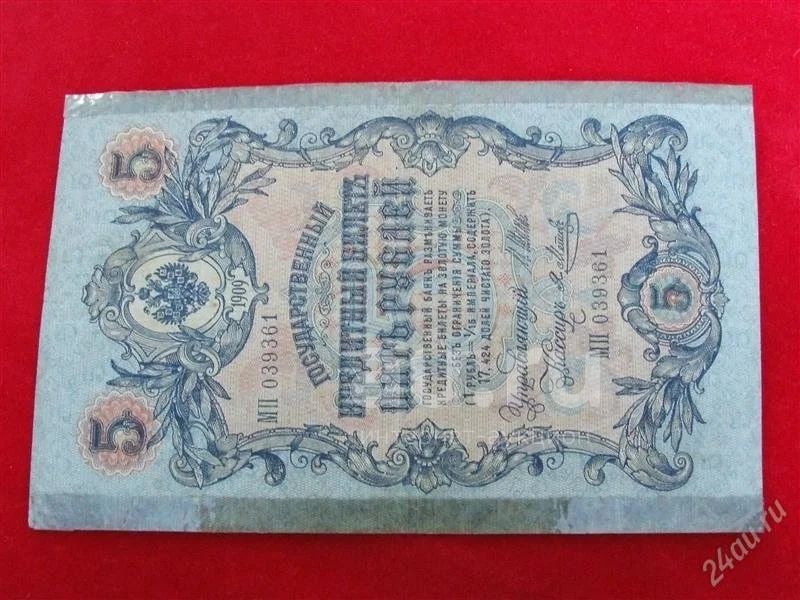 5
5
1909
МП 039361
ГОСУДАРСТВЕННЫЙ
КРЕДИТНЫЙ БИЛЕТЪ
ПЯТЬ РУБЛЕЙ
ГОСУДАРСТВЕННЫЙ БАНКЪ РАЗМѢНИВАЕТЪ
КРЕДИТНЫЕ БИЛЕТЫ НА ЗОЛОТУЮ МОНЕТУ
БЕЗЪ ОГРАНИЧЕНІЯ СУММЫ
(1 РУБЛЬ = 1/15 ИМПЕРІАЛА, СОДЕРЖИТЪ
17,424 ДОЛЕЙ ЧИСТАГО ЗОЛОТА).
Управляющій
Кассиръ
МП 039361
5
24au.ru